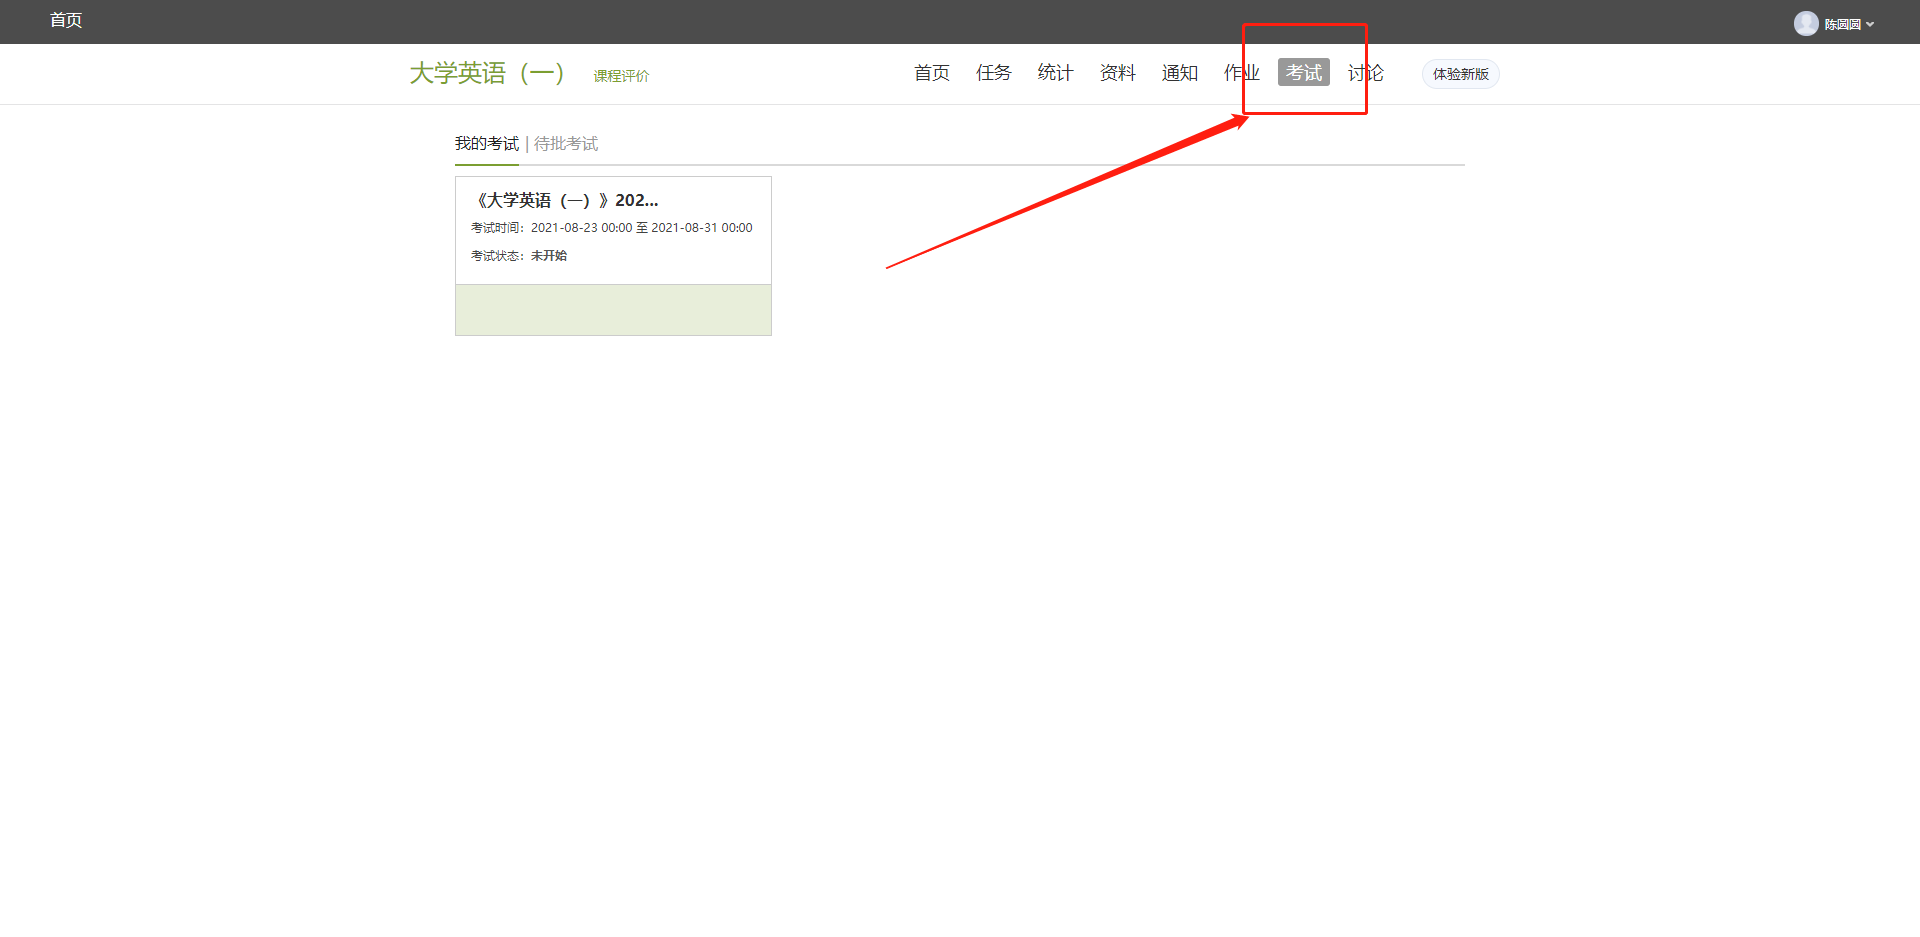 首页
陈圆圆
大学英语（一） 课程评价 首页 任务 统计 资料 通知 作业 考试 讨论 体验新版
我的考试 | 待批考试
《大学英语（一）》202...
考试时间：2021-08-23 00:00 至 2021-08-31 00:00
考试状态：未开始